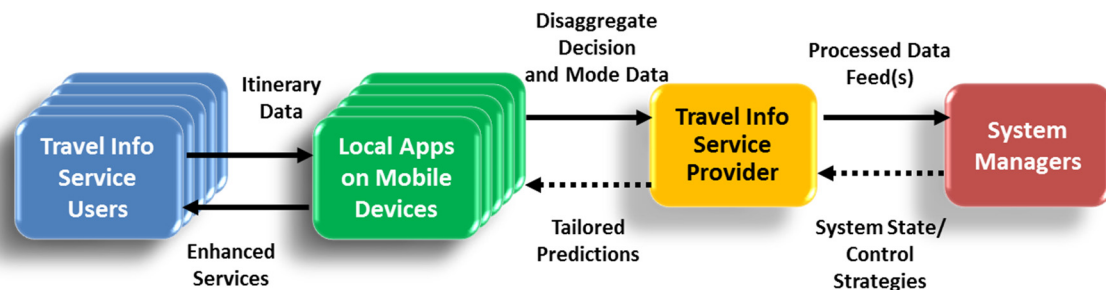 Travel Info
Service
Users
Itinerary
Data
Enhanced
Services
Local Apps
on Mobile
Devices
Disaggregate
Decision
and Mode Data
Tailored
Predictions
Travel Info
Service
Provider
Processed Data
Feed(s)
System State/
Control
Strategies
System
Managers